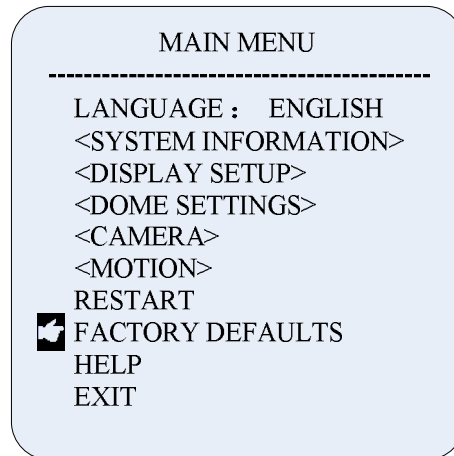 MAIN MENU
LANGUAGE： ENGLISH
<SYSTEM INFORMATION>
<DISPLAY SETUP>
<DOME SETTINGS>
<CAMERA>
<MOTION>
RESTART
FACTORY DEFAULTS
HELP
EXIT